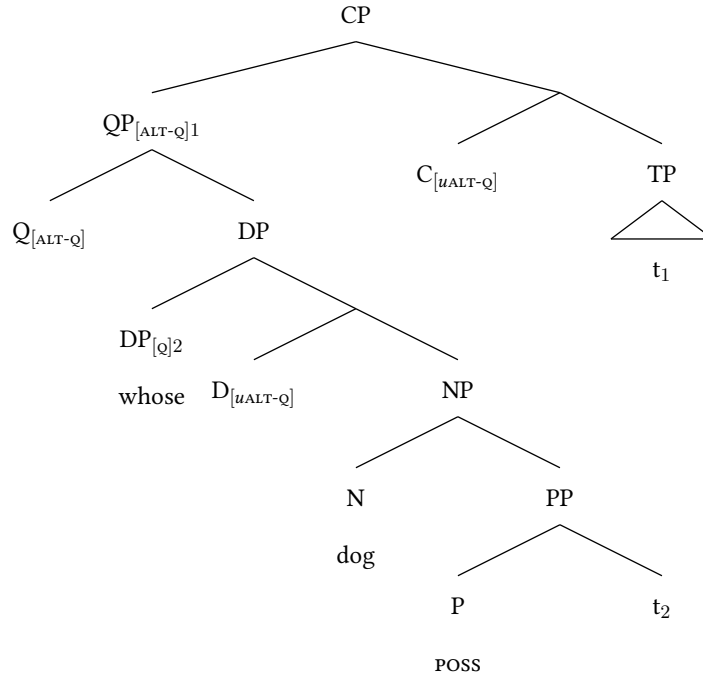 CP
QP[ALT-Q]1
C[uALT-Q] TP
Q[ALT-Q] DP
t1
DP[Q]2
whose D[uALT-Q] NP
N PP
dog
P t2
POSS